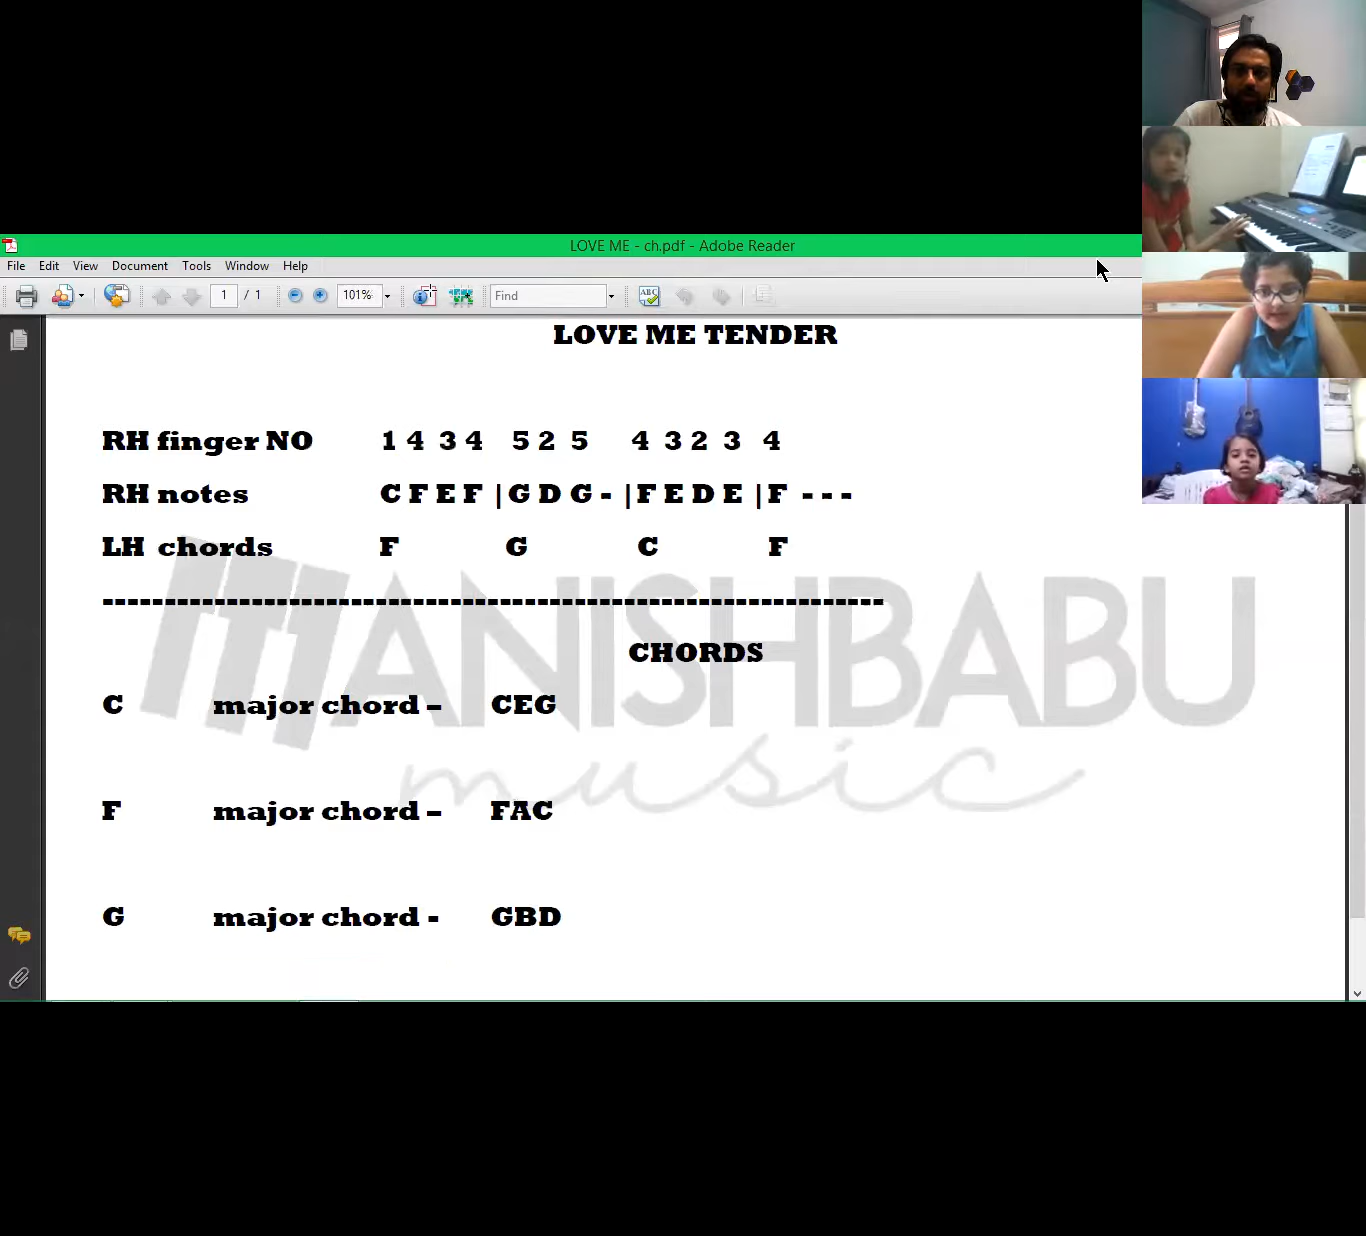 LOVE ME - ch.pdf - Adobe Reader
File Edit View Document Tools Window Help
1 / 1 101% Find
LOVE ME TENDER
RH finger NO 1 4 3 4 5 2 5 4 3 2 3 4
RH notes C F E F | G D G - | F E D E | F - - -
LH chords F G C F
--------------------------------------------------------------
CHORDS
C major chord – CEG
F major chord – FAC
G major chord - GBD
MANISHBABU
music